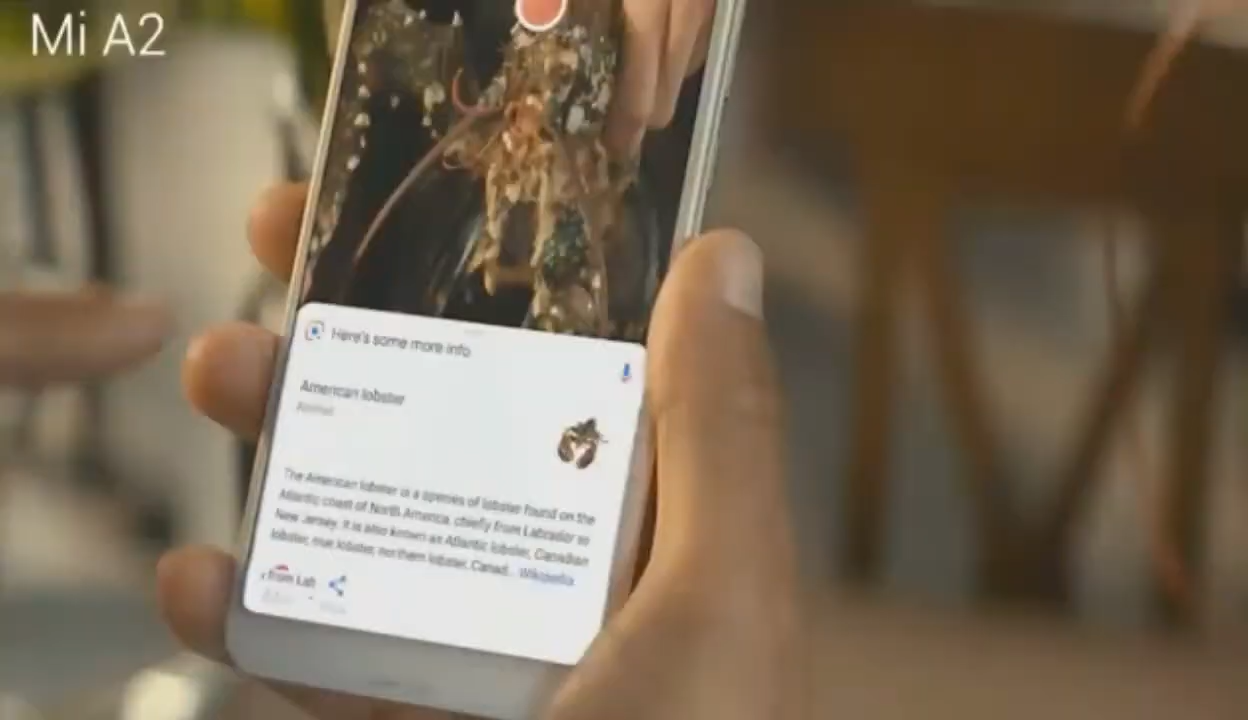 Mi A2
Here's some more info
American lobster
Animal
The American lobster is a species of lobster found on the
Atlantic coast of North America, chiefly from Labrador to
New Jersey. It is also known as Atlantic lobster, Canadian
lobster, true lobster, northern lobster, Canad... Wikipedia